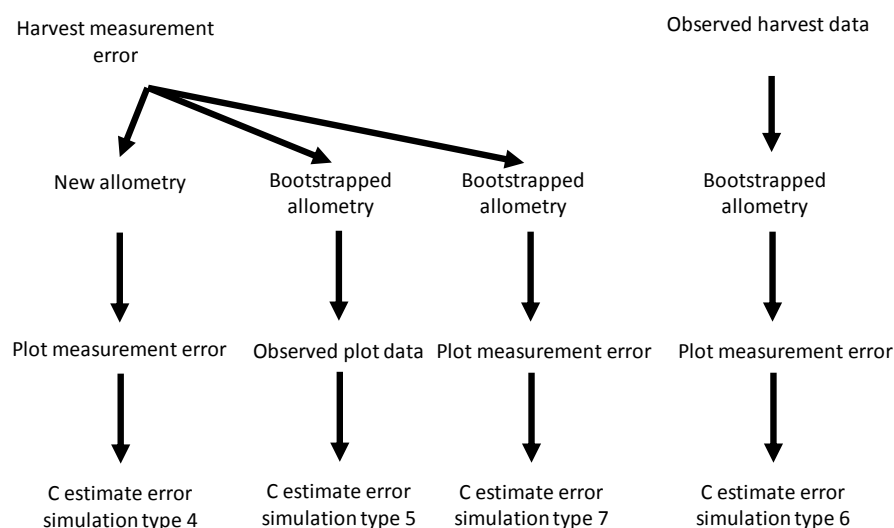 Harvest measurement
error
Observed harvest data
New allometry
Bootstrapped
allometry
Bootstrapped
allometry
Bootstrapped
allometry
Plot measurement error
Observed plot data
Plot measurement error
Plot measurement error
C estimate error
simulation type 4
C estimate error
simulation type 5
C estimate error
simulation type 7
C estimate error
simulation type 6